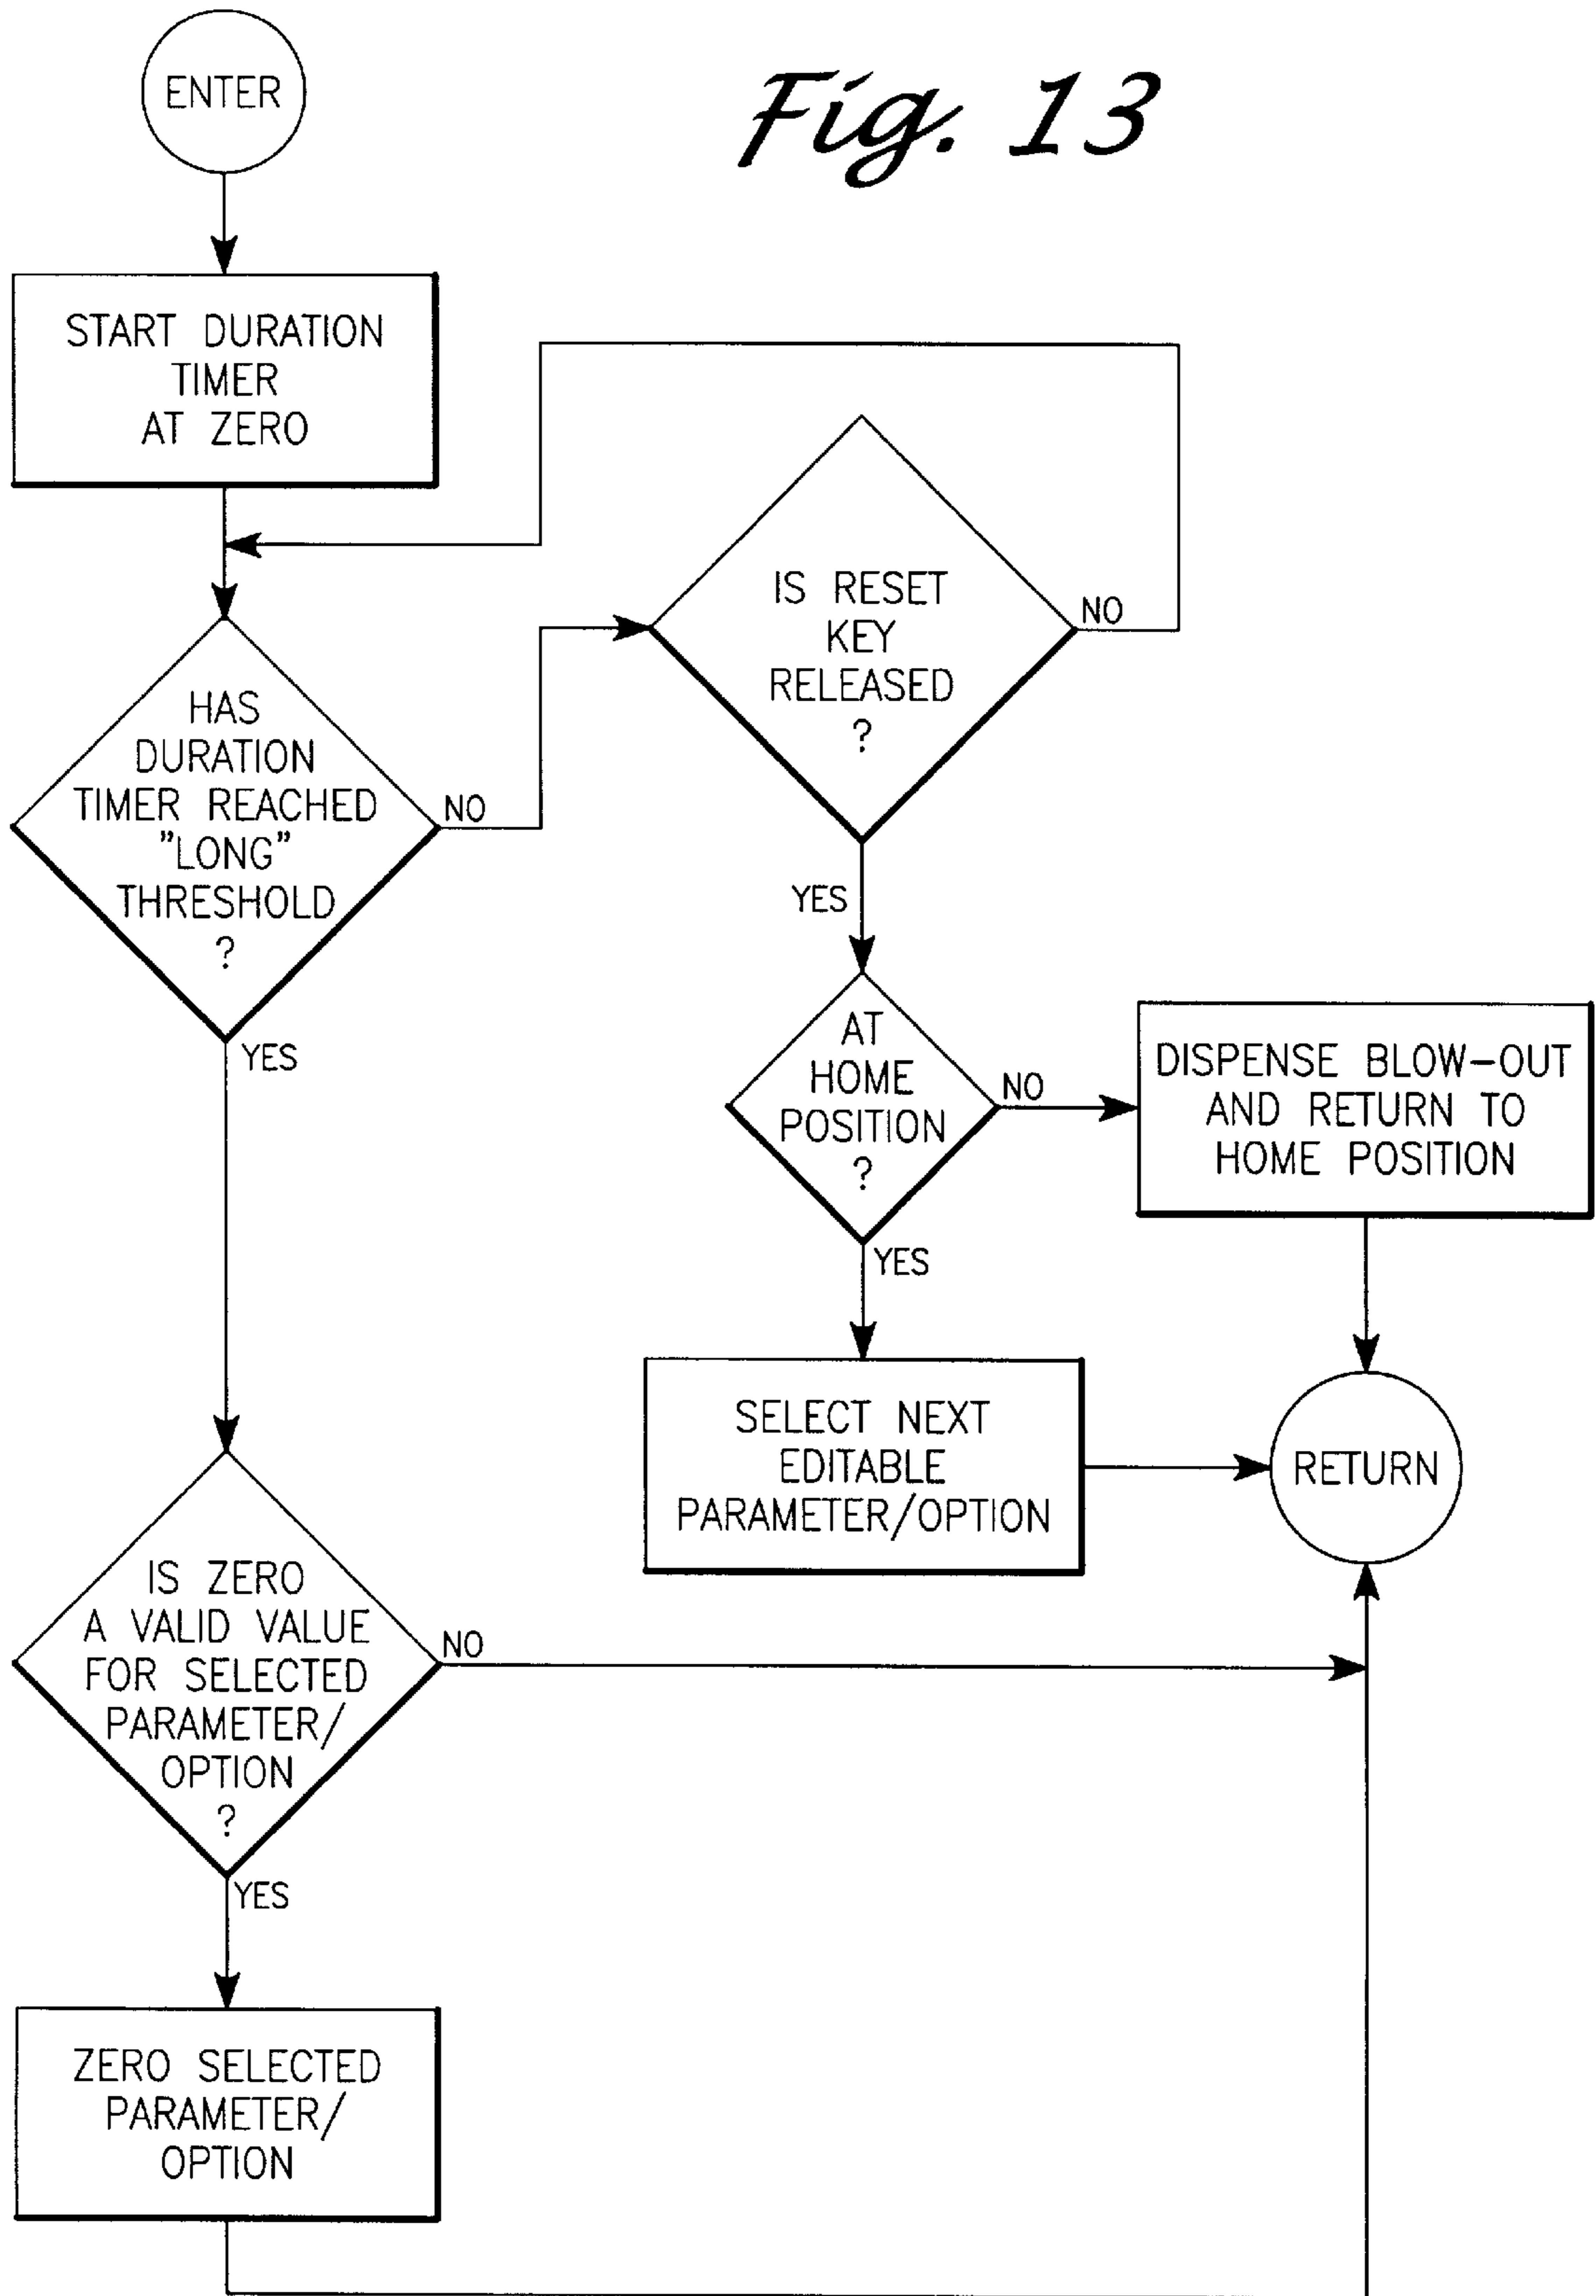 Fig. 13
ENTER
START DURATION
TIMER
AT ZERO
IS RESET
KEY
RELEASED
?
NO
HAS
DURATION
TIMER REACHED
"LONG"
THRESHOLD
?
NO
YES
YES
AT
HOME
POSITION
?
NO
YES
DISPENSE BLOW-OUT
AND RETURN TO
HOME POSITION
SELECT NEXT
EDITABLE
PARAMETER/OPTION
RETURN
IS ZERO
A VALID VALUE
FOR SELECTED
PARAMETER/
OPTION
?
NO
YES
ZERO SELECTED
PARAMETER/
OPTION